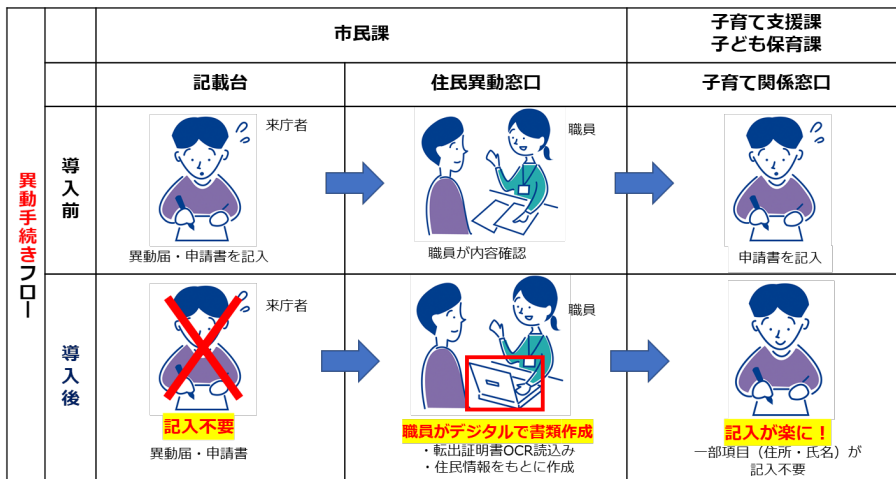 市民課
子育て支援課
子ども保育課
記載台
住民異動窓口
子育て関係窓口
異動手続きフロー
導入前
来庁者
異動届・申請書を記入
職員
職員が内容確認
申請書を記入
導入後
来庁者
記入不要
異動届・申請書
職員
職員がデジタルで書類作成
・転出証明書OCR読込み
・住民情報をもとに作成
記入が楽に！
一部項目（住所・氏名）が
記入不要